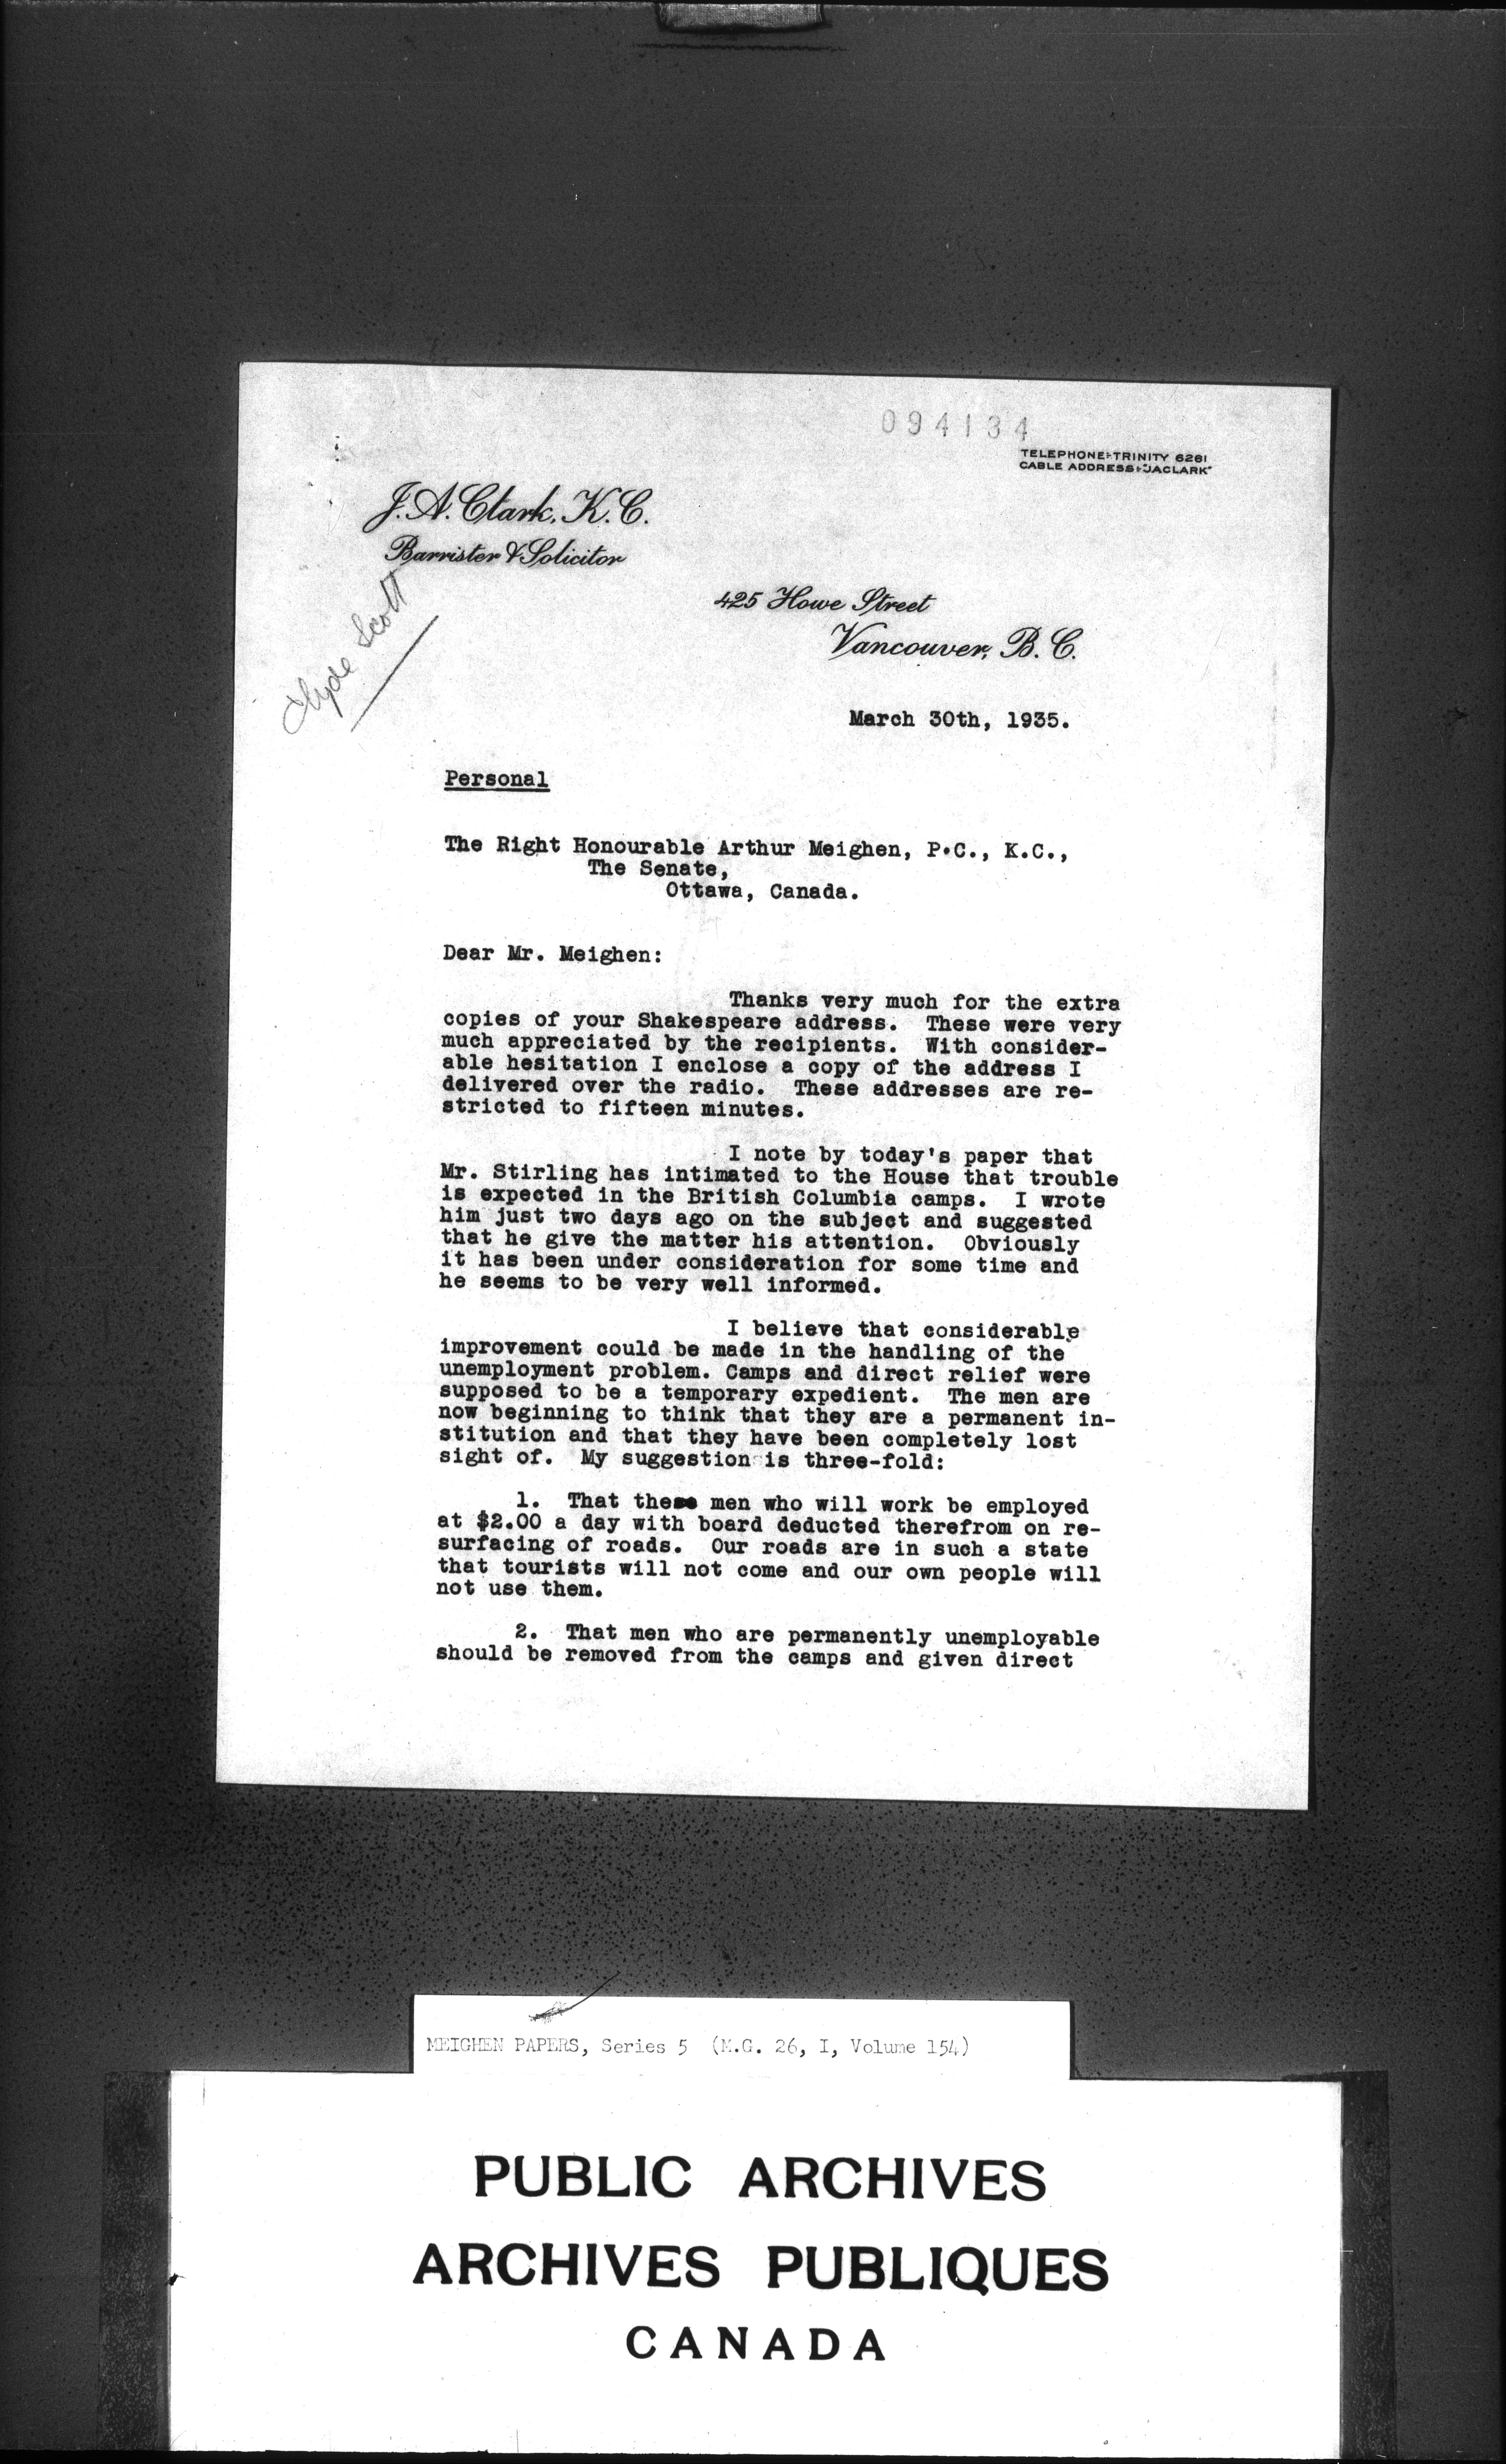 094134
TELEPHONE:TRINITY 6261
CABLE ADDRESS:"JACLARK"
J. A. Clark, K. C.
Barrister & Solicitor
425 Howe Street
Vancouver, B. C.
Clyde Scott
March 30th, 1935.
Personal
The Right Honourable Arthur Meighen, P.C., K.C.,
The Senate,
Ottawa, Canada.
Dear Mr. Meighen:
Thanks very much for the extra
copies of your Shakespeare address. These were very
much appreciated by the recipients. With consider-
able hesitation I enclose a copy of the address I
delivered over the radio. These addresses are re-
stricted to fifteen minutes.
I note by today's paper that
Mr. Stirling has intimated to the House that trouble
is expected in the British Columbia camps. I wrote
him just two days ago on the subject and suggested
that he give the matter his attention. Obviously
it has been under consideration for some time and
he seems to be very well informed.
I believe that considerable
improvement could be made in the handling of the
unemployment problem. Camps and direct relief were
supposed to be a temporary expedient. The men are
now beginning to think that they are a permanent in-
stitution and that they have been completely lost
sight of. My suggestion is three-fold:
1. That these men who will work be employed
at $2.00 a day with board deducted therefrom on re-
surfacing of roads. Our roads are in such a state
that tourists will not come and our own people will
not use them.
2. That men who are permanently unemployable
should be removed from the camps and given direct
MEIGHEN PAPERS, Series 5 (M.G. 26, I, Volume 154)
PUBLIC ARCHIVES
ARCHIVES PUBLIQUES
CANADA